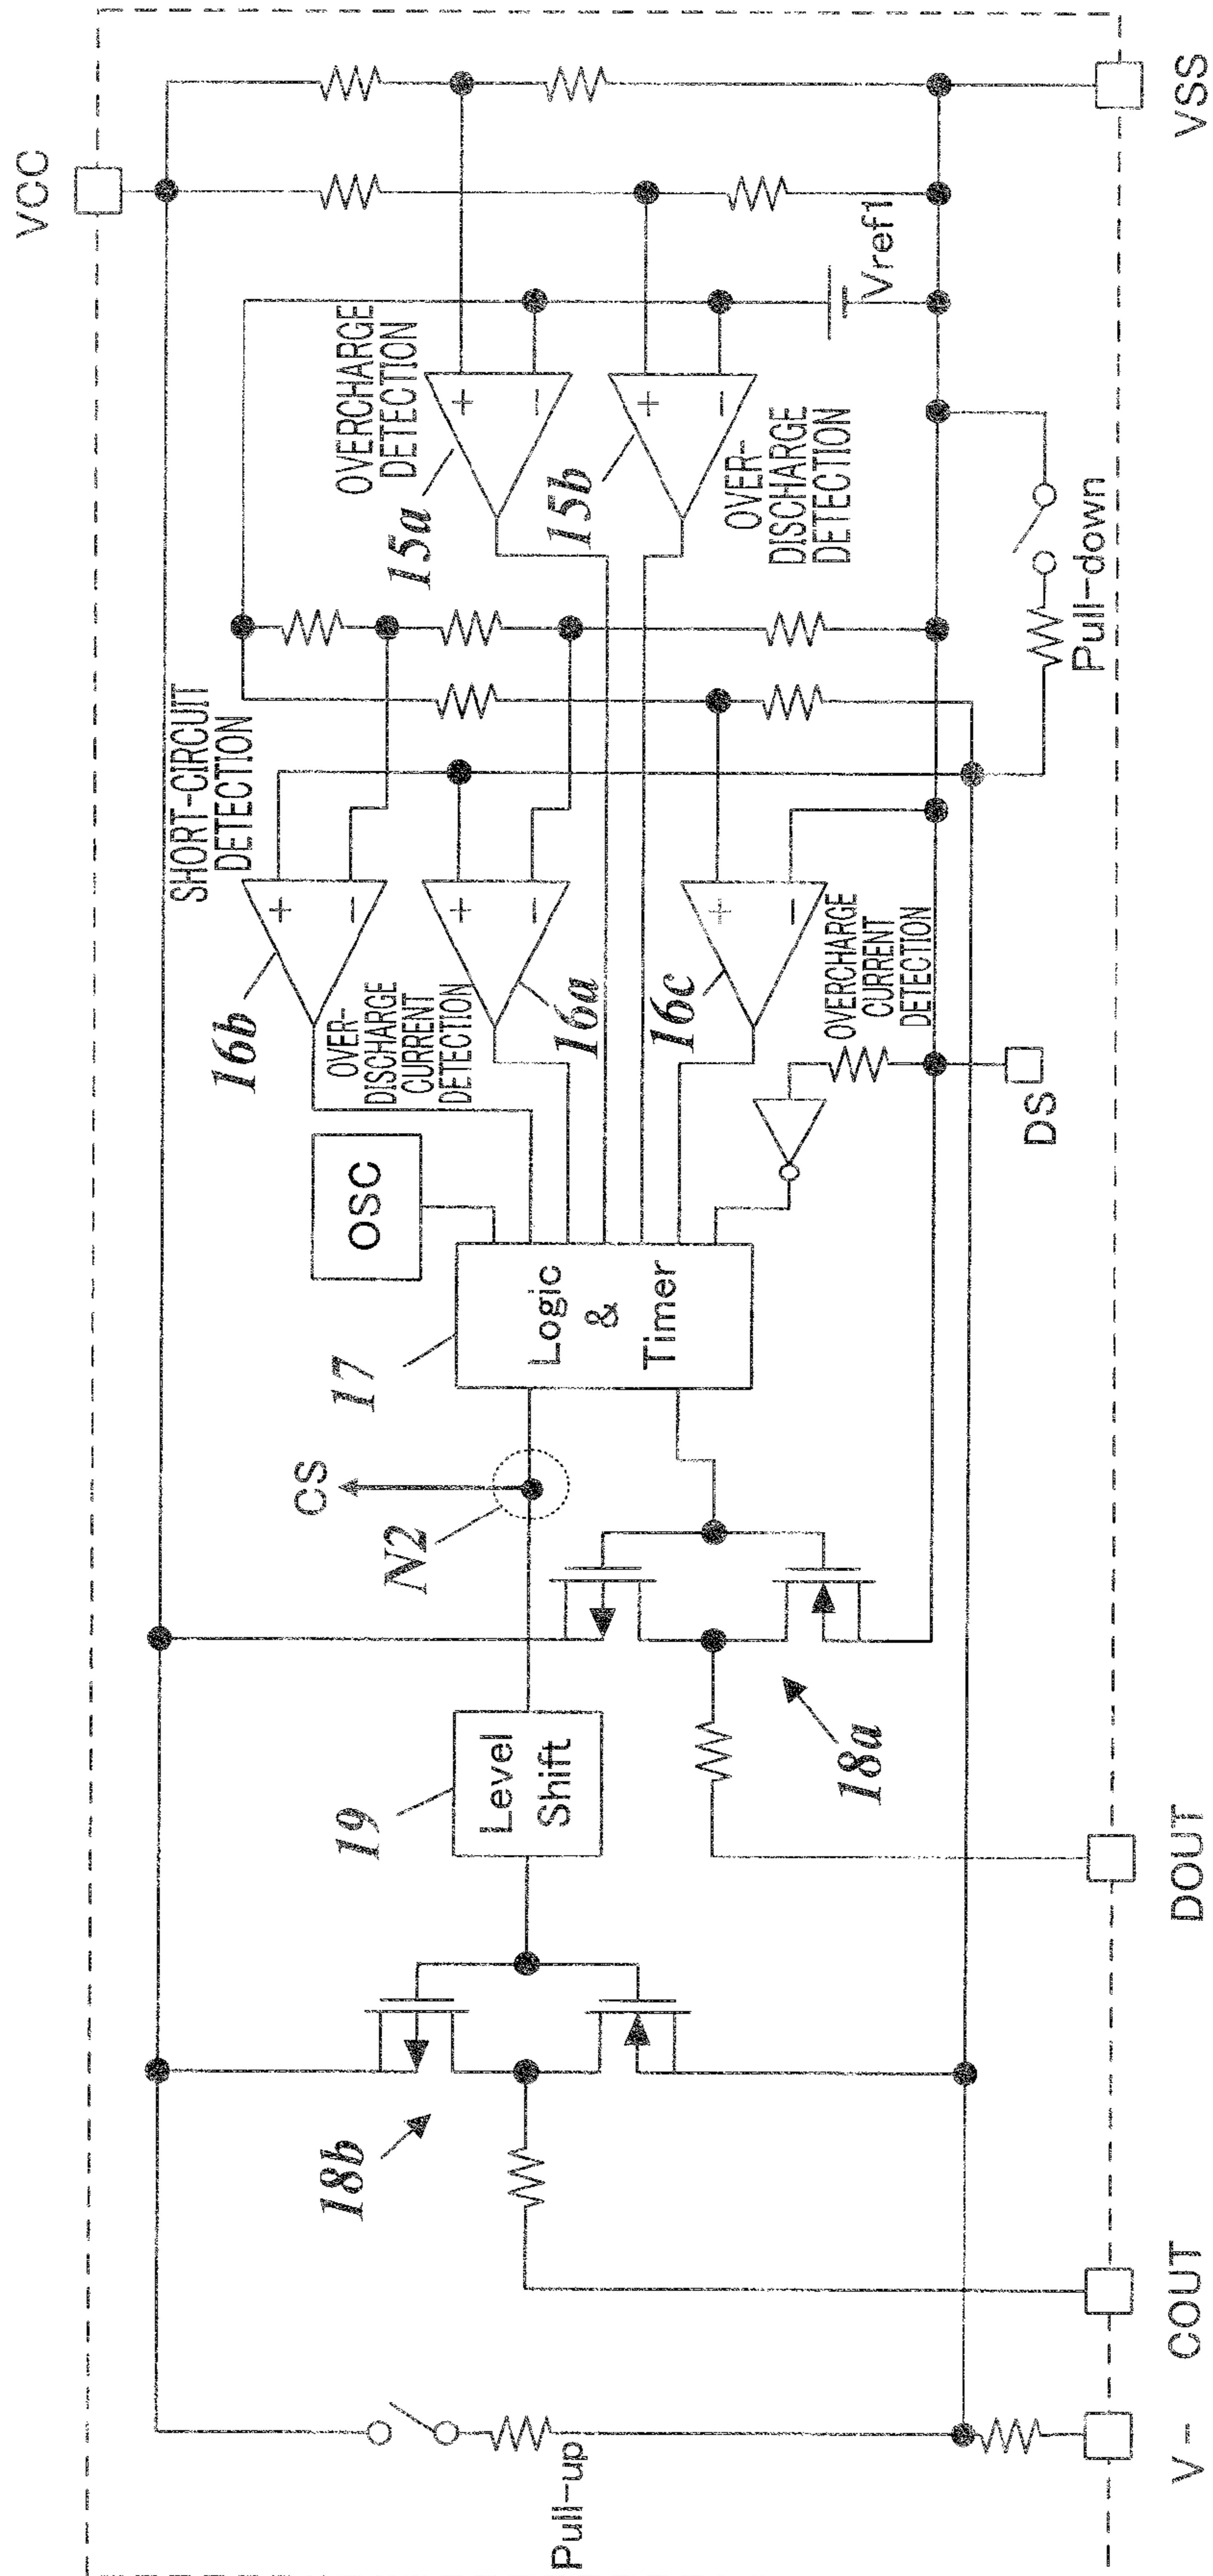 VCC
VSS
Vref1
OVERCHARGE
DETECTION
15a
+
−
15b
+
−
OVER-
DISCHARGE
DETECTION
Pull-down
SHORT-CIRCUIT
DETECTION
16b
+
−
OVER-
DISCHARGE
CURRENT
DETECTION
16a
+
−
16c
+
−
OVERCHARGE
CURRENT
DETECTION
DS
OSC
17
Logic
&
Timer
CS
N2
18a
19
Level
Shift
DOUT
18b
COUT
Pull-up
V-